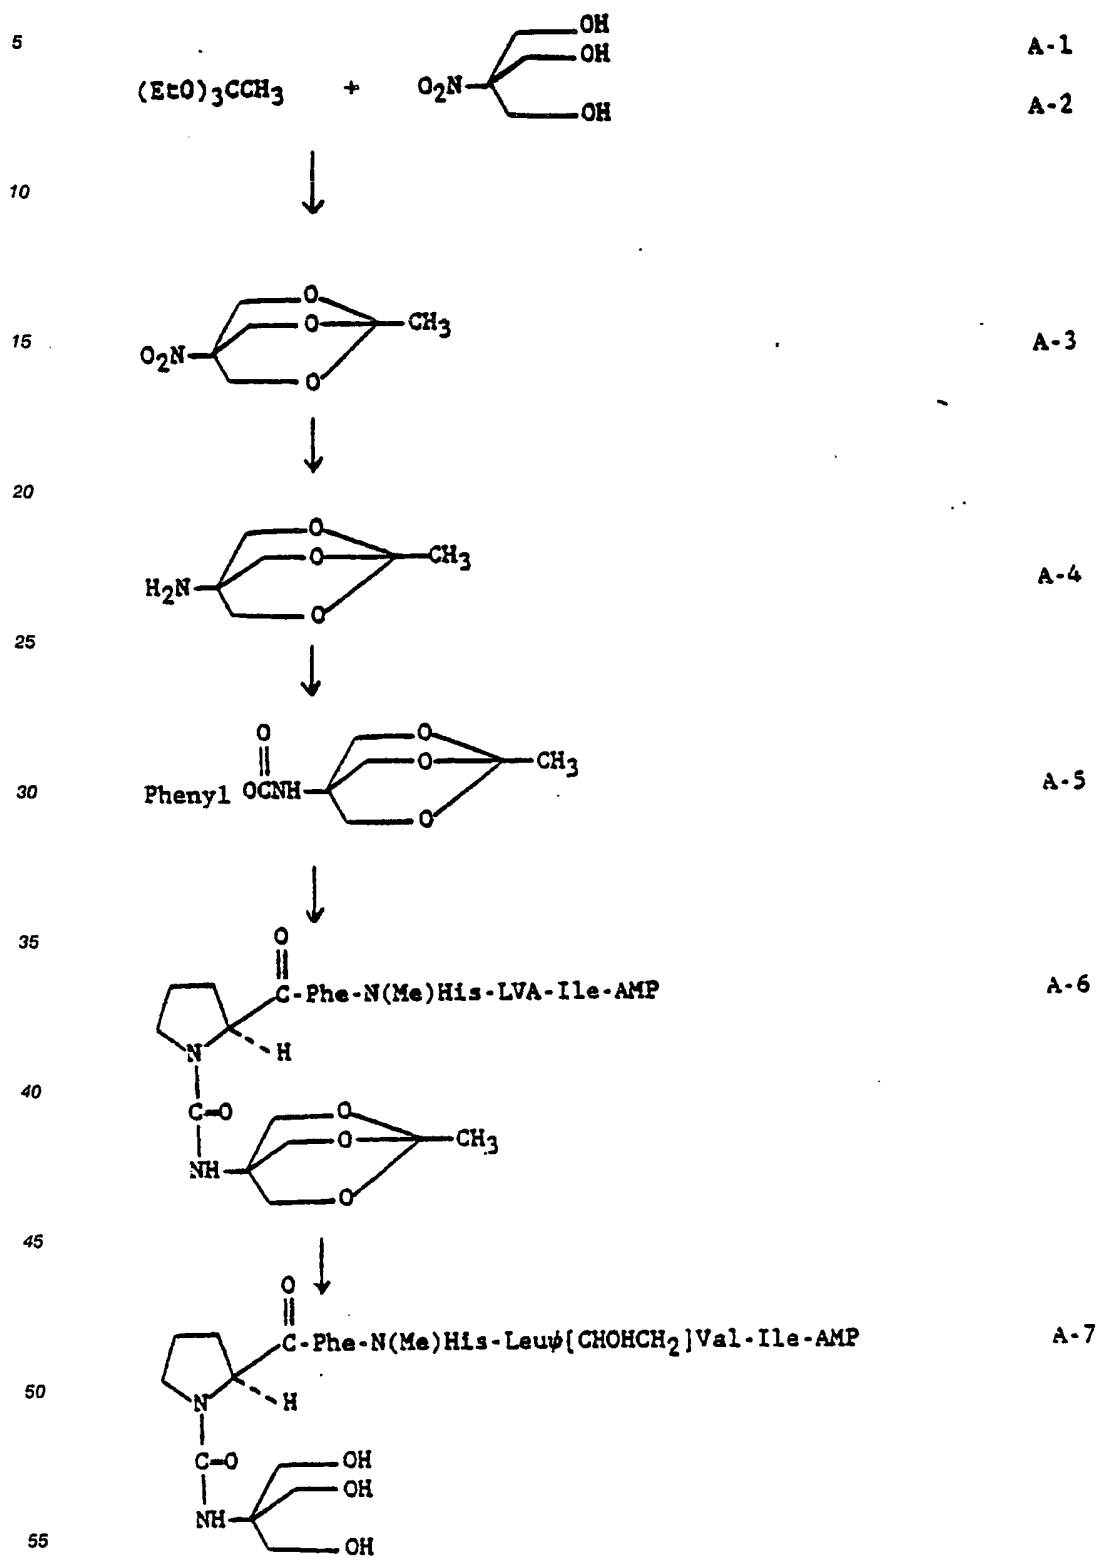 5
OH
OH
A-1
(EtO)3CCH3 + O2N
A-2
OH
10
O
O CH3
15
O2N
A-3
O
20
O
O CH3
H2N
A-4
O
25
O
O
O CH3
Phenyl OCNH
30
A-5
O
35
O
C-Phe-N(Me)His-LVA-Ile-AMP
A-6
N
H
40
C=O
O
O CH3
NH
O
45
O
C-Phe-N(Me)His-Leuψ[CHOHCH2]Val-Ile-AMP
A-7
50
N
H
C=O
OH
OH
NH
55
OH